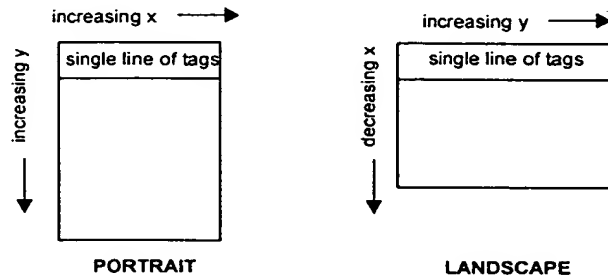 increasing x
increasing y
single line of tags
PORTRAIT
increasing y
decreasing x
single line of tags
LANDSCAPE